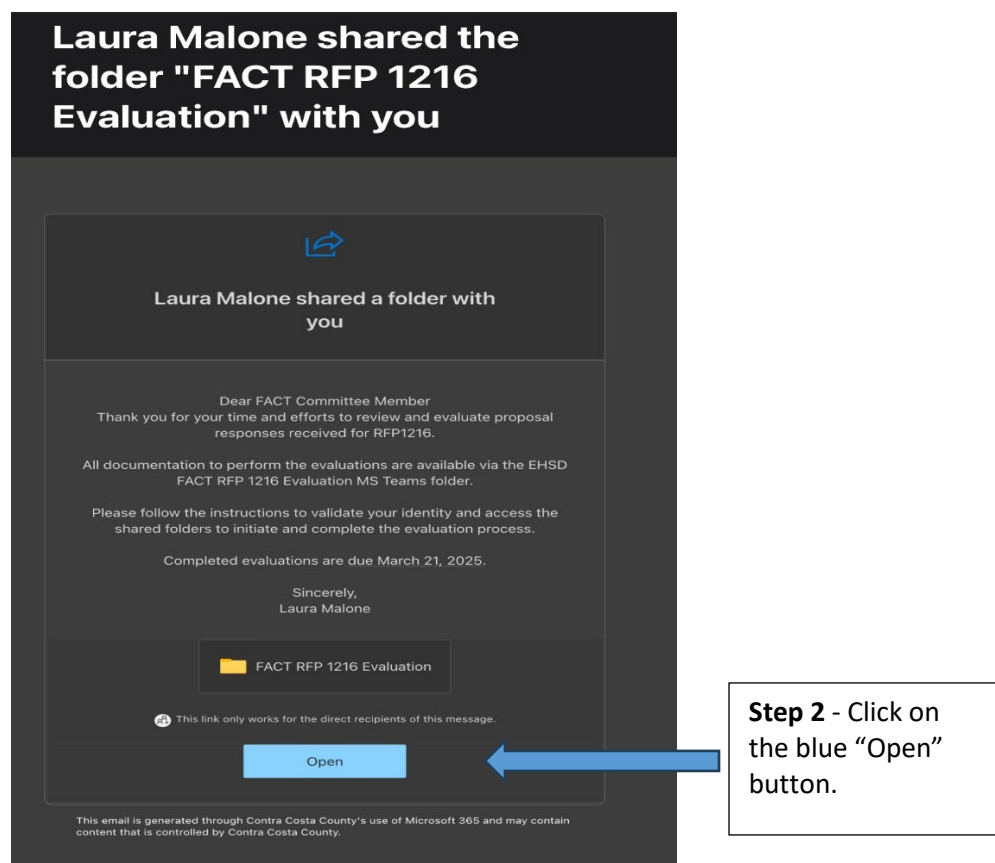 Laura Malone shared the
folder "FACT RFP 1216
Evaluation" with you
Laura Malone shared a folder with
you
Dear FACT Committee Member
Thank you for your time and efforts to review and evaluate proposal
responses received for RFP1216.
All documentation to perform the evaluations are available via the EHSD
FACT RFP 1216 Evaluation MS Teams folder.
Please follow the instructions to validate your identity and access the
shared folders to initiate and complete the evaluation process.
Completed evaluations are due March 21, 2025.
Sincerely,
Laura Malone
FACT RFP 1216 Evaluation
This link only works for the direct recipients of this message.
Open
Step 2 - Click on
the blue “Open”
button.
This email is generated through Contra Costa County's use of Microsoft 365 and may contain
content that is controlled by Contra Costa County.